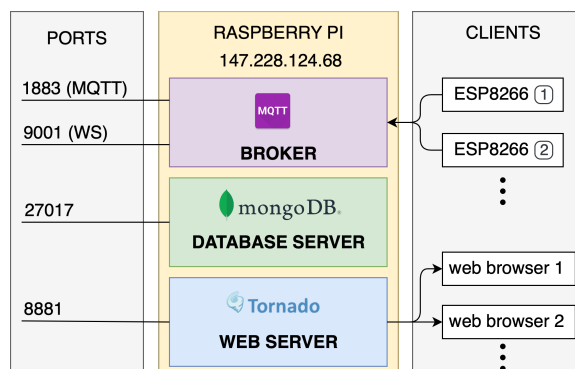 PORTS
1883 (MQTT)
9001 (WS)
27017
8881
RASPBERRY PI
147.228.124.68
MQTT
BROKER
mongoDB®
DATABASE SERVER
Tornado
WEB SERVER
CLIENTS
ESP8266 1
ESP8266 2
web browser 1
web browser 2